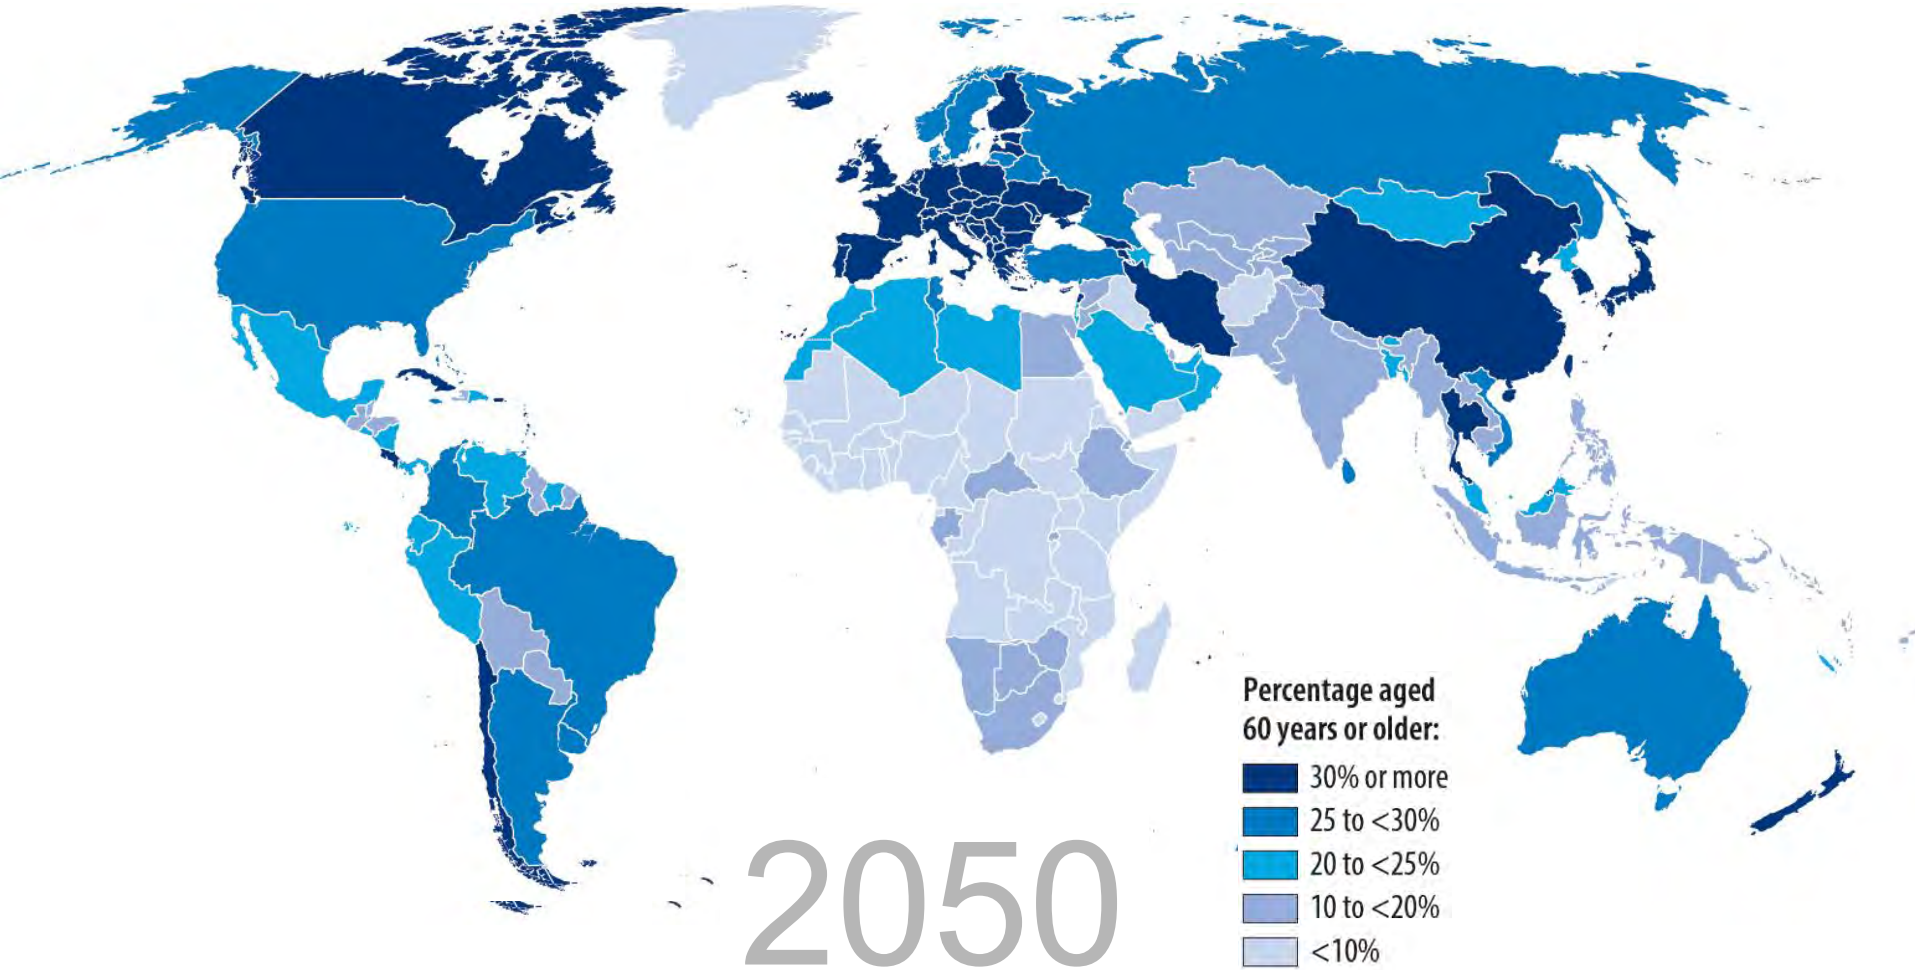 Percentage aged
60 years or older:
30% or more
25 to <30%
20 to <25%
10 to <20%
<10%
2050